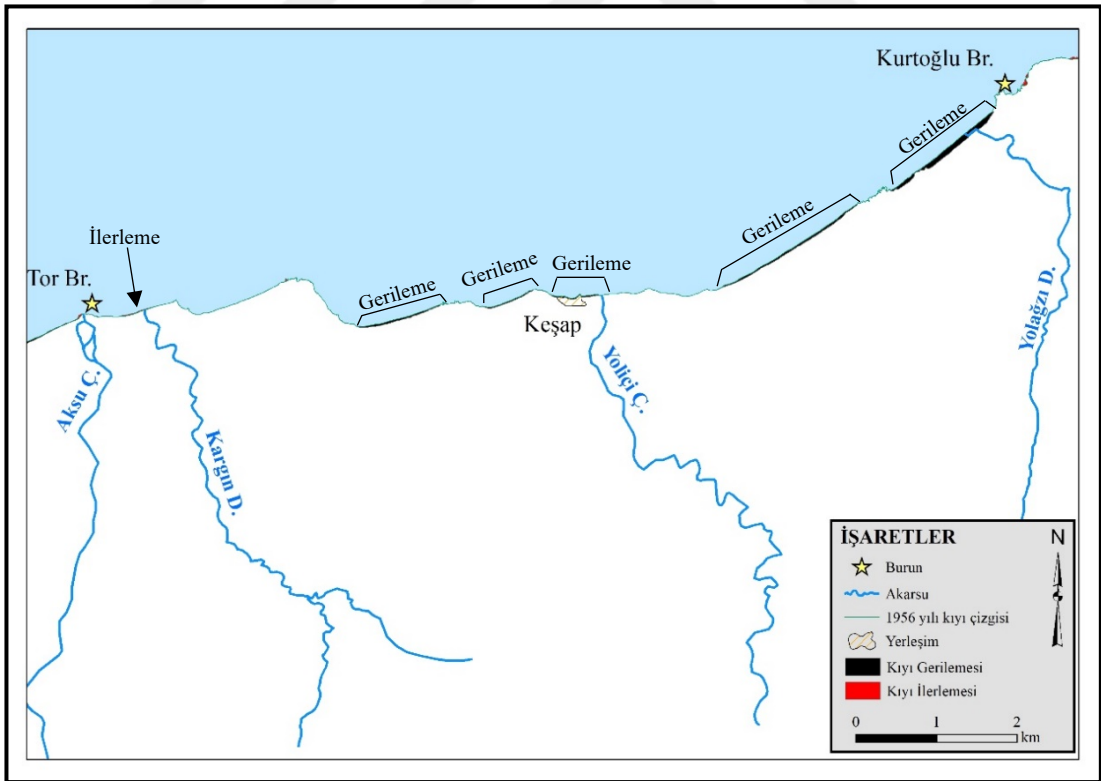 Kurtoğlu Br.
Gerileme
Gerileme
İlerleme
Tor Br.
Gerileme
Gerileme
Gerileme
Keşap
Aksu Ç.
Kargın D.
Yoliçi Ç.
Yolağzı D.
İŞARETLER
N
Burun
Akarsu
1956 yılı kıyı çizgisi
Yerleşim
Kıyı Gerilemesi
Kıyı İlerlemesi
0 1 2
km